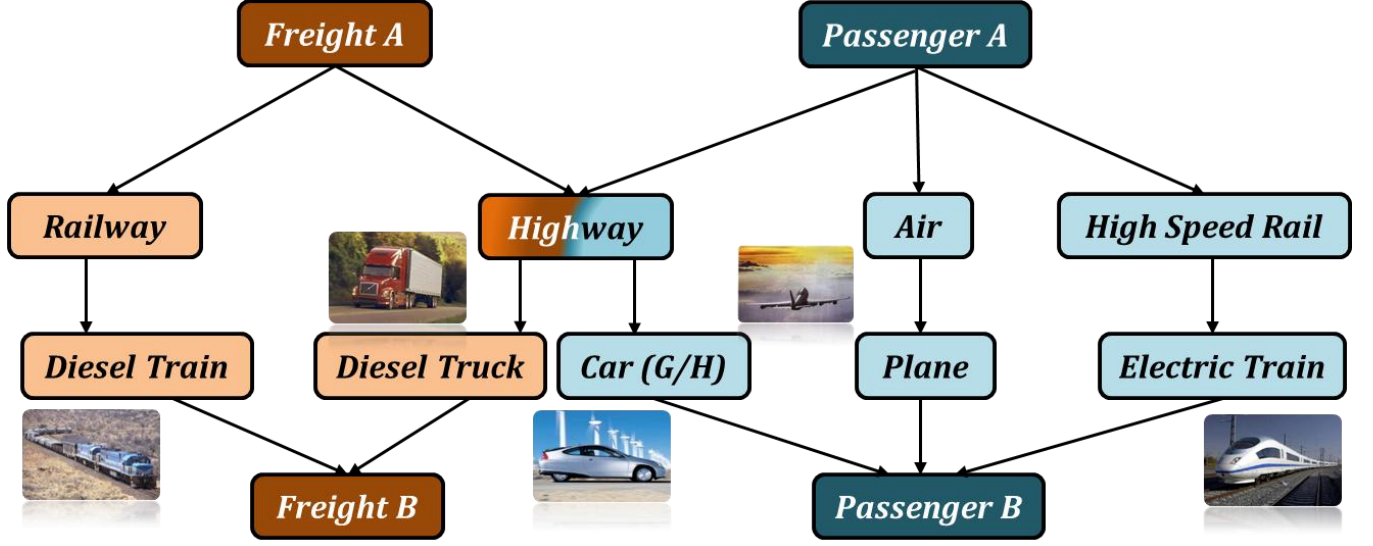 Freight A
Passenger A
Railway
Highway
Air
High Speed Rail
Diesel Train
Diesel Truck
Car (G/H)
Plane
Electric Train
Freight B
Passenger B